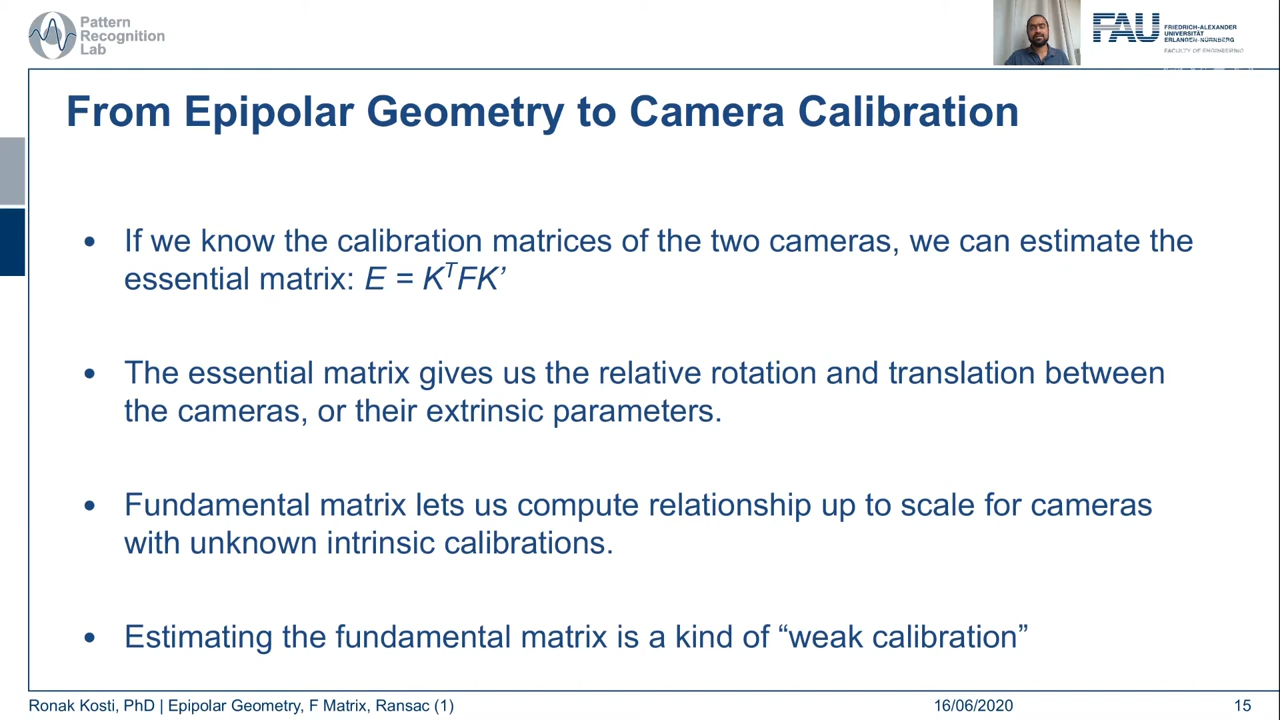 Pattern
Recognition
Lab
FAU
FRIEDRICH-ALEXANDER
UNIVERSITÄT
ERLANGEN-NÜRNBERG
FACULTY OF ENGINEERING
From Epipolar Geometry to Camera Calibration
• If we know the calibration matrices of the two cameras, we can estimate the
essential matrix: E = KᵀFK’
• The essential matrix gives us the relative rotation and translation between
the cameras, or their extrinsic parameters.
• Fundamental matrix lets us compute relationship up to scale for cameras
with unknown intrinsic calibrations.
• Estimating the fundamental matrix is a kind of “weak calibration”
Ronak Kosti, PhD | Epipolar Geometry, F Matrix, Ransac (1)
16/06/2020
15